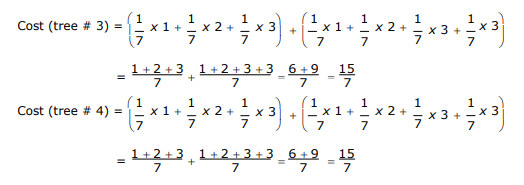 Cost (tree # 3) = (1/7 x 1 + 1/7 x 2 + 1/7 x 3) + (1/7 x 1 + 1/7 x 2 + 1/7 x 3 + 1/7 x 3)
= 1 + 2 + 3/7 + 1 + 2 + 3 + 3/7 = 6 + 9/7 = 15/7
Cost (tree # 4) = (1/7 x 1 + 1/7 x 2 + 1/7 x 3) + (1/7 x 1 + 1/7 x 2 + 1/7 x 3 + 1/7 x 3)
= 1 + 2 + 3/7 + 1 + 2 + 3 + 3/7 = 6 + 9/7 = 15/7